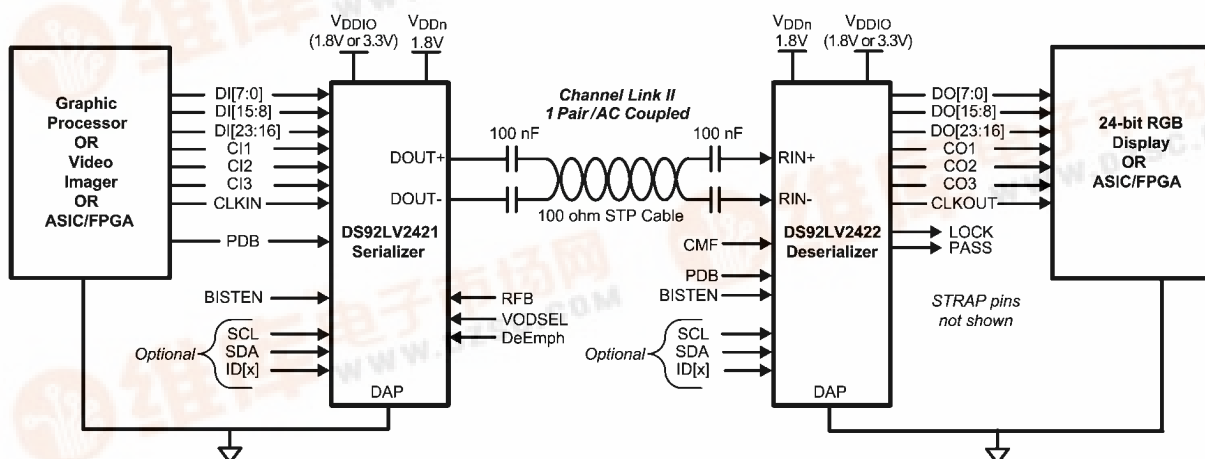 VDDIO
(1.8V or 3.3V)
VDDn
1.8V
VDDn
1.8V
VDDIO
(1.8V or 3.3V)
Graphic
Processor
OR
Video
Imager
OR
ASIC/FPGA
DI[7:0]
DI[15:8]
DI[23:16]
CI1
CI2
CI3
CLKIN
PDB
BISTEN
Optional
SCL
SDA
ID[x]
DOUT+
DOUT-
DS92LV2421
Serializer
RFB
VODSEL
DeEmph
DAP
Channel Link II
1 Pair/AC Coupled
100 nF
100 nF
100 ohm STP Cable
RIN+
RIN-
CMF
PDB
BISTEN
Optional
SCL
SDA
ID[x]
DS92LV2422
Deserializer
DAP
DO[7:0]
DO[15:8]
DO[23:16]
CO1
CO2
CO3
CLKOUT
LOCK
PASS
STRAP pins
not shown
24-bit RGB
Display
OR
ASIC/FPGA